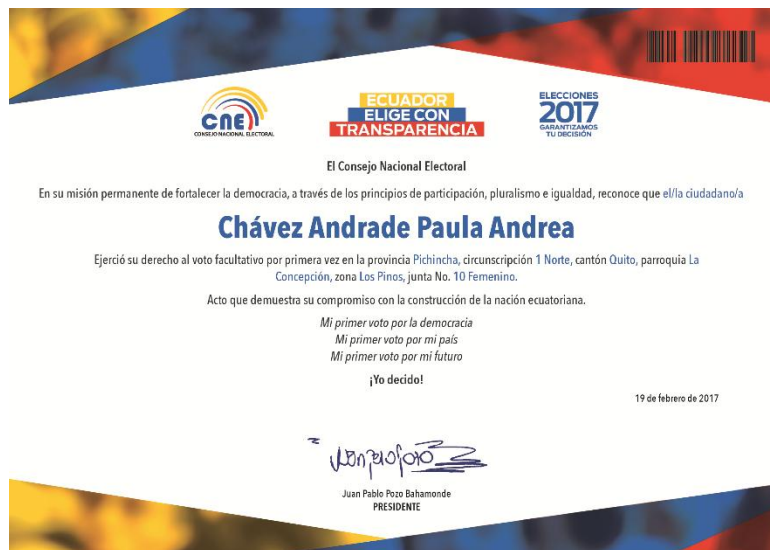 CNE
CONSEJO NACIONAL ELECTORAL
ECUADOR
ELIGE CON
TRANSPARENCIA
ELECCIONES
2017
GARANTIZAMOS
TU DECISIÓN
El Consejo Nacional Electoral
En su misión permanente de fortalecer la democracia, a través de los principios de participación, pluralismo e igualdad, reconoce que el/la ciudadano/a
Chávez Andrade Paula Andrea
Ejerció su derecho al voto facultativo por primera vez en la provincia Pichincha, circunscripción 1 Norte, cantón Quito, parroquia La
Concepción, zona Los Pinos, junta No. 10 Femenino.
Acto que demuestra su compromiso con la construcción de la nación ecuatoriana.
Mi primer voto por la democracia
Mi primer voto por mi país
Mi primer voto por mi futuro
¡Yo decido!
19 de febrero de 2017
Juan Pablo Pozo Bahamonde
PRESIDENTE